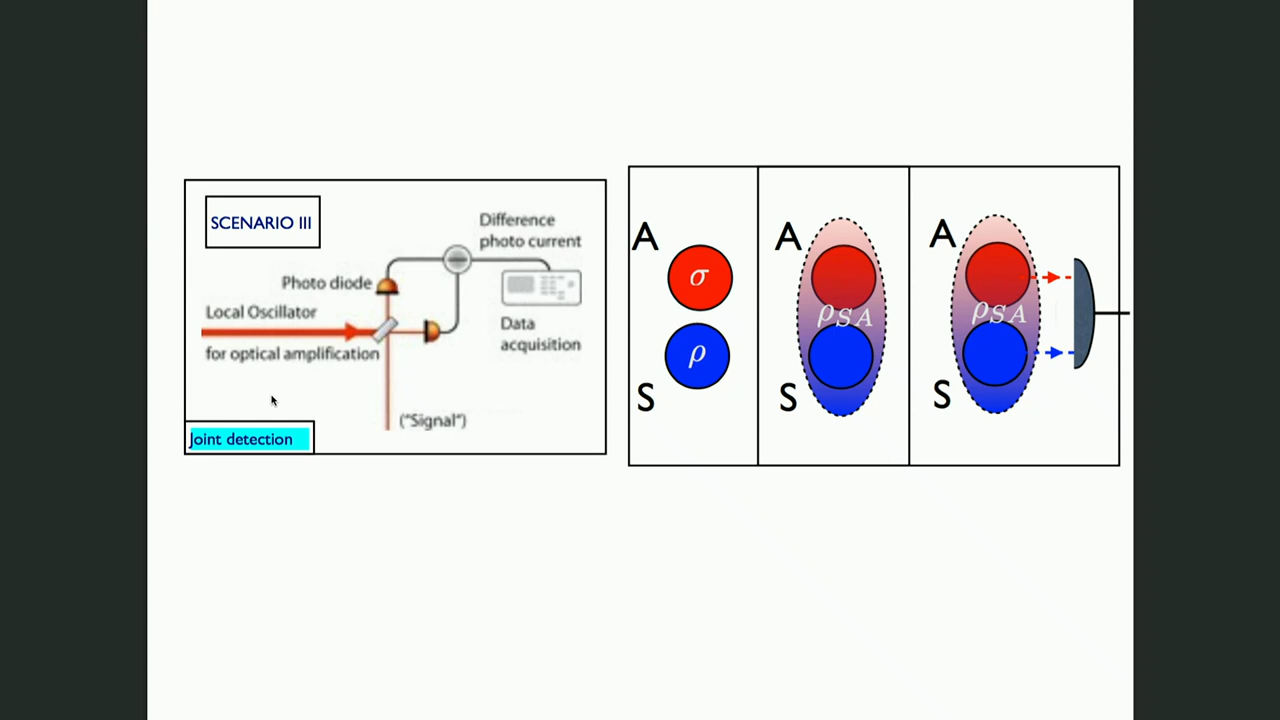 SCENARIO III
Difference
photo current
Photo diode
Local Oscillator
for optical amplification
Data
acquisition
("Signal")
Joint detection
A
σ
ρ
S
A
ρSA
S
A
ρSA
S